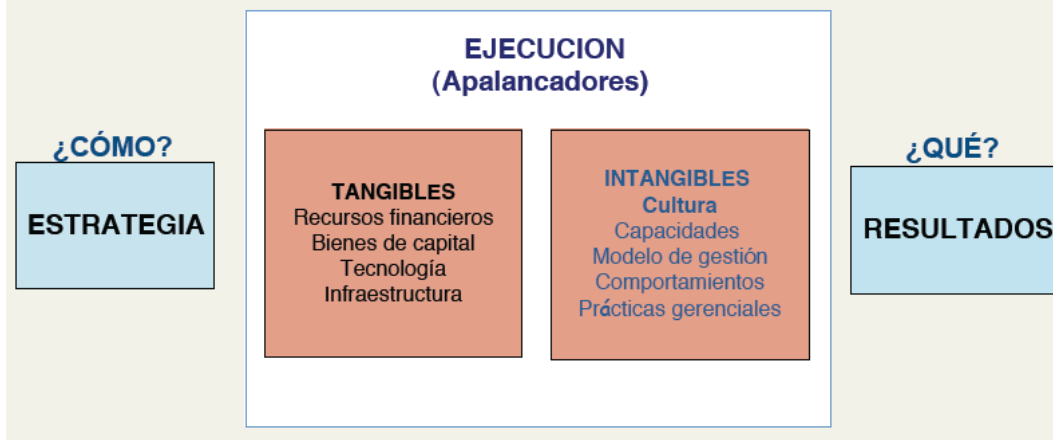 EJECUCION
(Apalancadores)
¿CÓMO?
ESTRATEGIA
TANGIBLES
Recursos financieros
Bienes de capital
Tecnología
Infraestructura
INTANGIBLES
Cultura
Capacidades
Modelo de gestión
Comportamientos
Prácticas gerenciales
¿QUÉ?
RESULTADOS